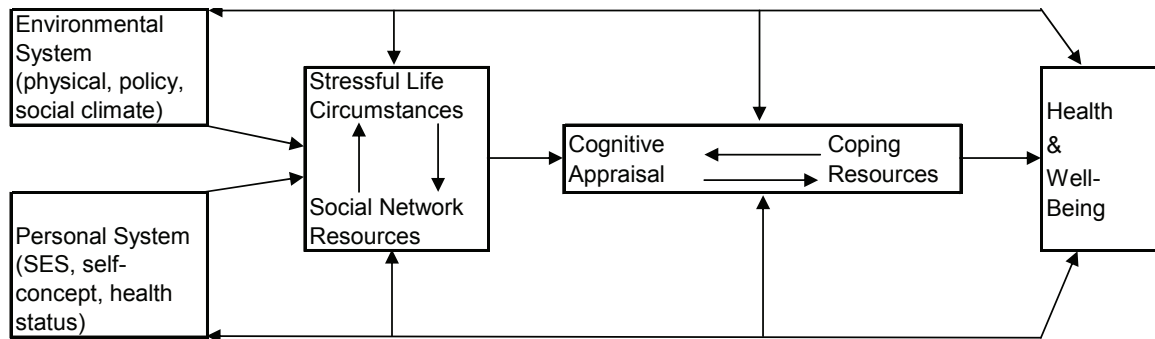 Environmental
System
(physical, policy,
social climate)
Personal System
(SES, self-
concept, health
status)
Stressful Life
Circumstances
Social Network
Resources
Cognitive
Appraisal
Coping
Resources
Health
&
Well-
Being